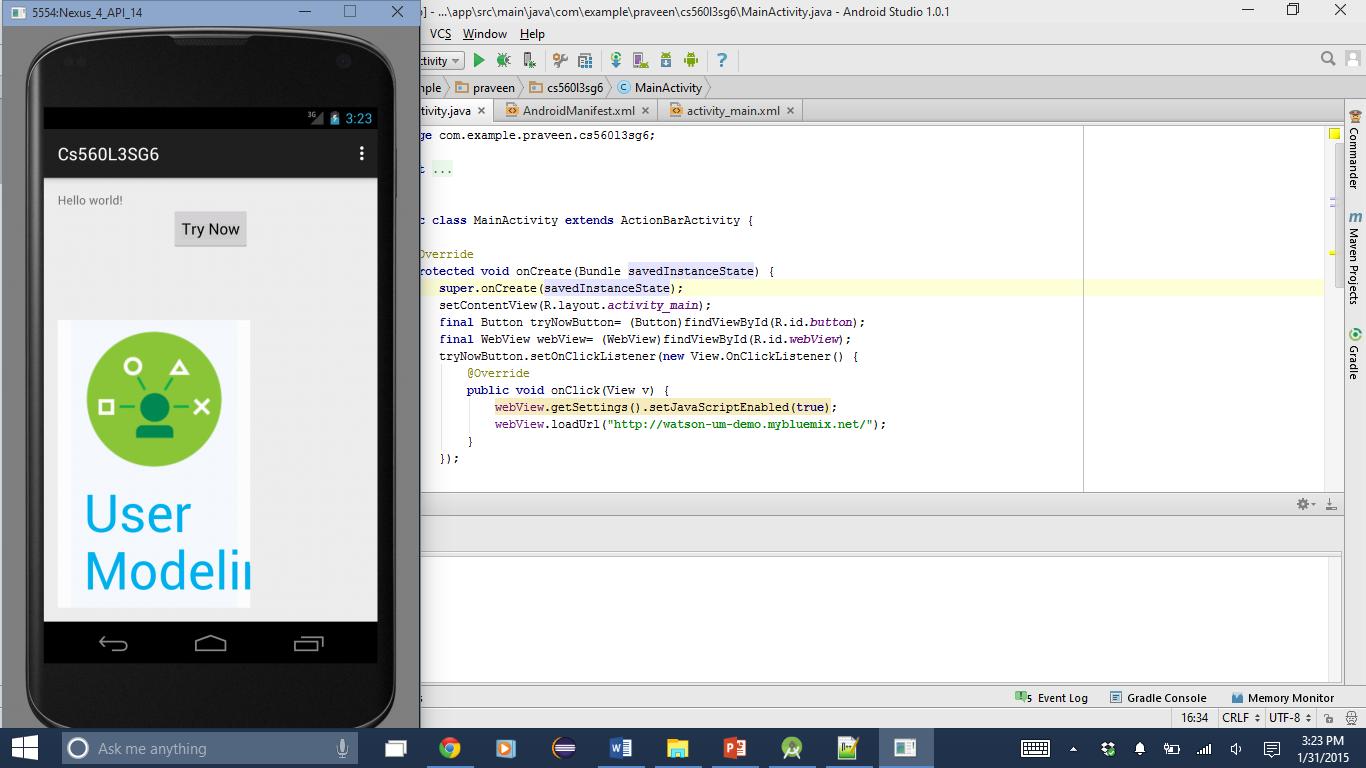 5554:Nexus_4_API_14
] - ...\app\src\main\java\com\example\praveen\cs560l3sg6\MainActivity.java - Android Studio 1.0.1
VCS Window Help
tivity
mple praveen cs560l3sg6 MainActivity
tivity.java AndroidManifest.xml activity_main.xml
3G 3:23
Cs560L3SG6
Hello world!
Try Now
User
Modelin
ge com.example.praveen.cs560l3sg6;
t ...
c class MainActivity extends ActionBarActivity {
Override
rotected void onCreate(Bundle savedInstanceState) {
super.onCreate(savedInstanceState);
setContentView(R.layout.activity_main);
final Button tryNowButton= (Button)findViewById(R.id.button);
final WebView webView= (WebView)findViewById(R.id.webView);
tryNowButton.setOnClickListener(new View.OnClickListener() {
@Override
public void onClick(View v) {
webView.getSettings().setJavaScriptEnabled(true);
webView.loadUrl("http://watson-um-demo.mybluemix.net/");
}
});
Commander
m Maven Projects
Gradle
5 Event Log Gradle Console Memory Monitor
16:34 CRLF UTF-8
Ask me anything
3:23 PM
1/31/2015